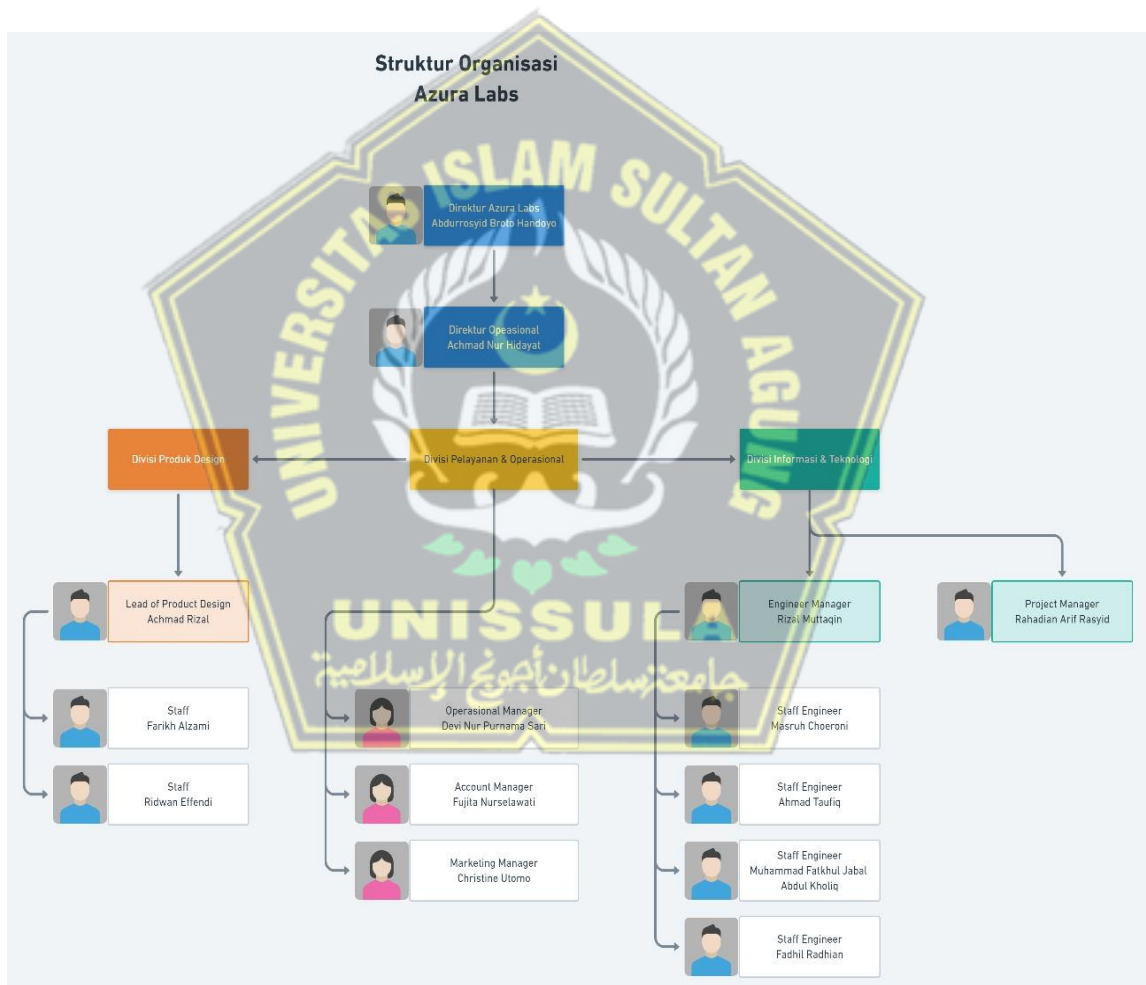 Struktur Organisasi
Azura Labs
UNIVERSITAS ISLAM SULTAN AGUNG
Direktur Azura Labs
Abdurrosyid Broto Handoyo
Direktur Opeasional
Achmad Nur Hidayat
Divisi Produk Design
Divisi Pelayanan & Operasional
Divisi Informasi & Teknologi
Lead of Product Design
Achmad Rizal
Engineer Manager
Rizal Muttaqin
Project Manager
Rahadian Arif Rasyid
UNISSULA
جامعة سلطان أجونج الإسلامية
Staff
Farikh Alzami
Operasional Manager
Devi Nur Purnama Sari
Staff Engineer
Masruh Choeroni
Staff
Ridwan Effendi
Account Manager
Fujita Nurselawati
Staff Engineer
Ahmad Taufiq
Marketing Manager
Christine Utomo
Staff Engineer
Muhammad Fatkhul Jabal
Abdul Kholiq
Staff Engineer
Fadhil Radhian